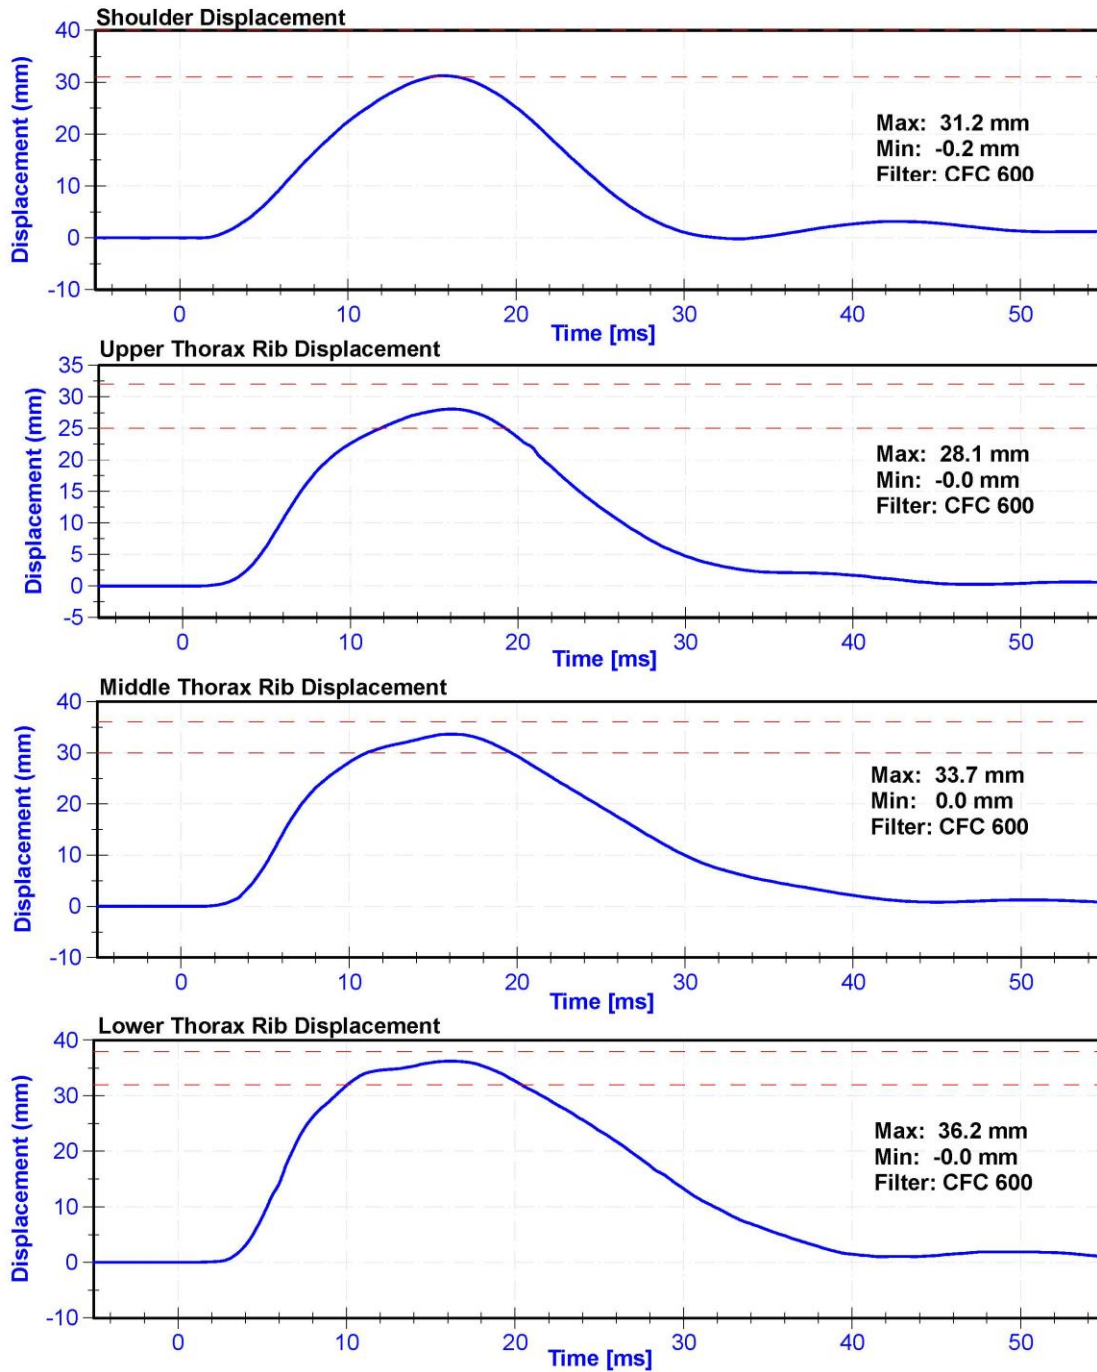 Shoulder Displacement
Displacement (mm)
40
30
20
10
0
-10
Max: 31.2 mm
Min: -0.2 mm
Filter: CFC 600
0 10 20 30 40 50
Time [ms]
Upper Thorax Rib Displacement
Displacement (mm)
35
30
25
20
15
10
5
0
-5
Max: 28.1 mm
Min: -0.0 mm
Filter: CFC 600
0 10 20 30 40 50
Time [ms]
Middle Thorax Rib Displacement
Displacement (mm)
40
30
20
10
0
-10
Max: 33.7 mm
Min: 0.0 mm
Filter: CFC 600
0 10 20 30 40 50
Time [ms]
Lower Thorax Rib Displacement
Displacement (mm)
40
30
20
10
0
-10
Max: 36.2 mm
Min: -0.0 mm
Filter: CFC 600
0 10 20 30 40 50
Time [ms]